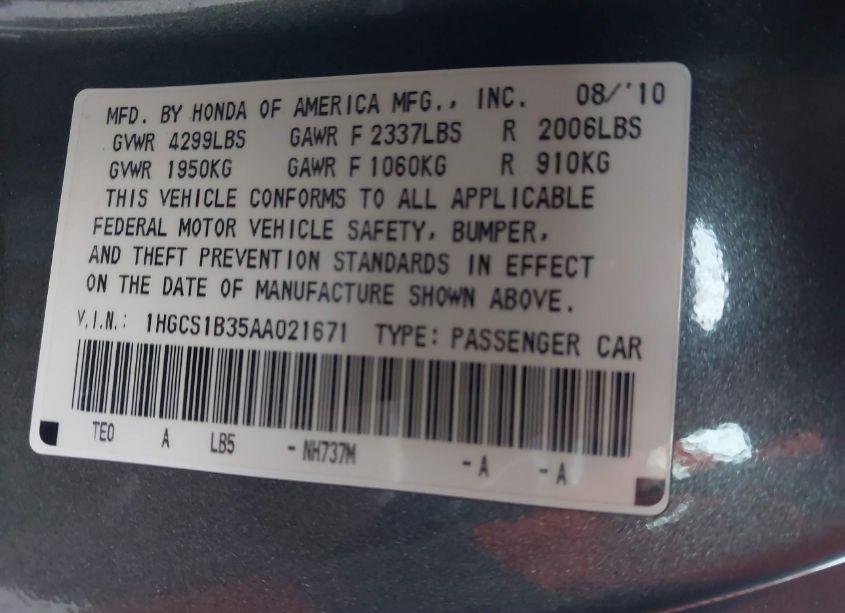 MFD. BY HONDA OF AMERICA MFG., INC. 08/'10
GVWR 4299LBS GAWR F 2337LBS R 2006LBS
GVWR 1950KG GAWR F 1060KG R 910KG
THIS VEHICLE CONFORMS TO ALL APPLICABLE
FEDERAL MOTOR VEHICLE SAFETY, BUMPER,
AND THEFT PREVENTION STANDARDS IN EFFECT
ON THE DATE OF MANUFACTURE SHOWN ABOVE.
V.I.N.: 1HGCS1B35AA021671 TYPE: PASSENGER CAR
TE0 A LB5 - NH737M - A - A